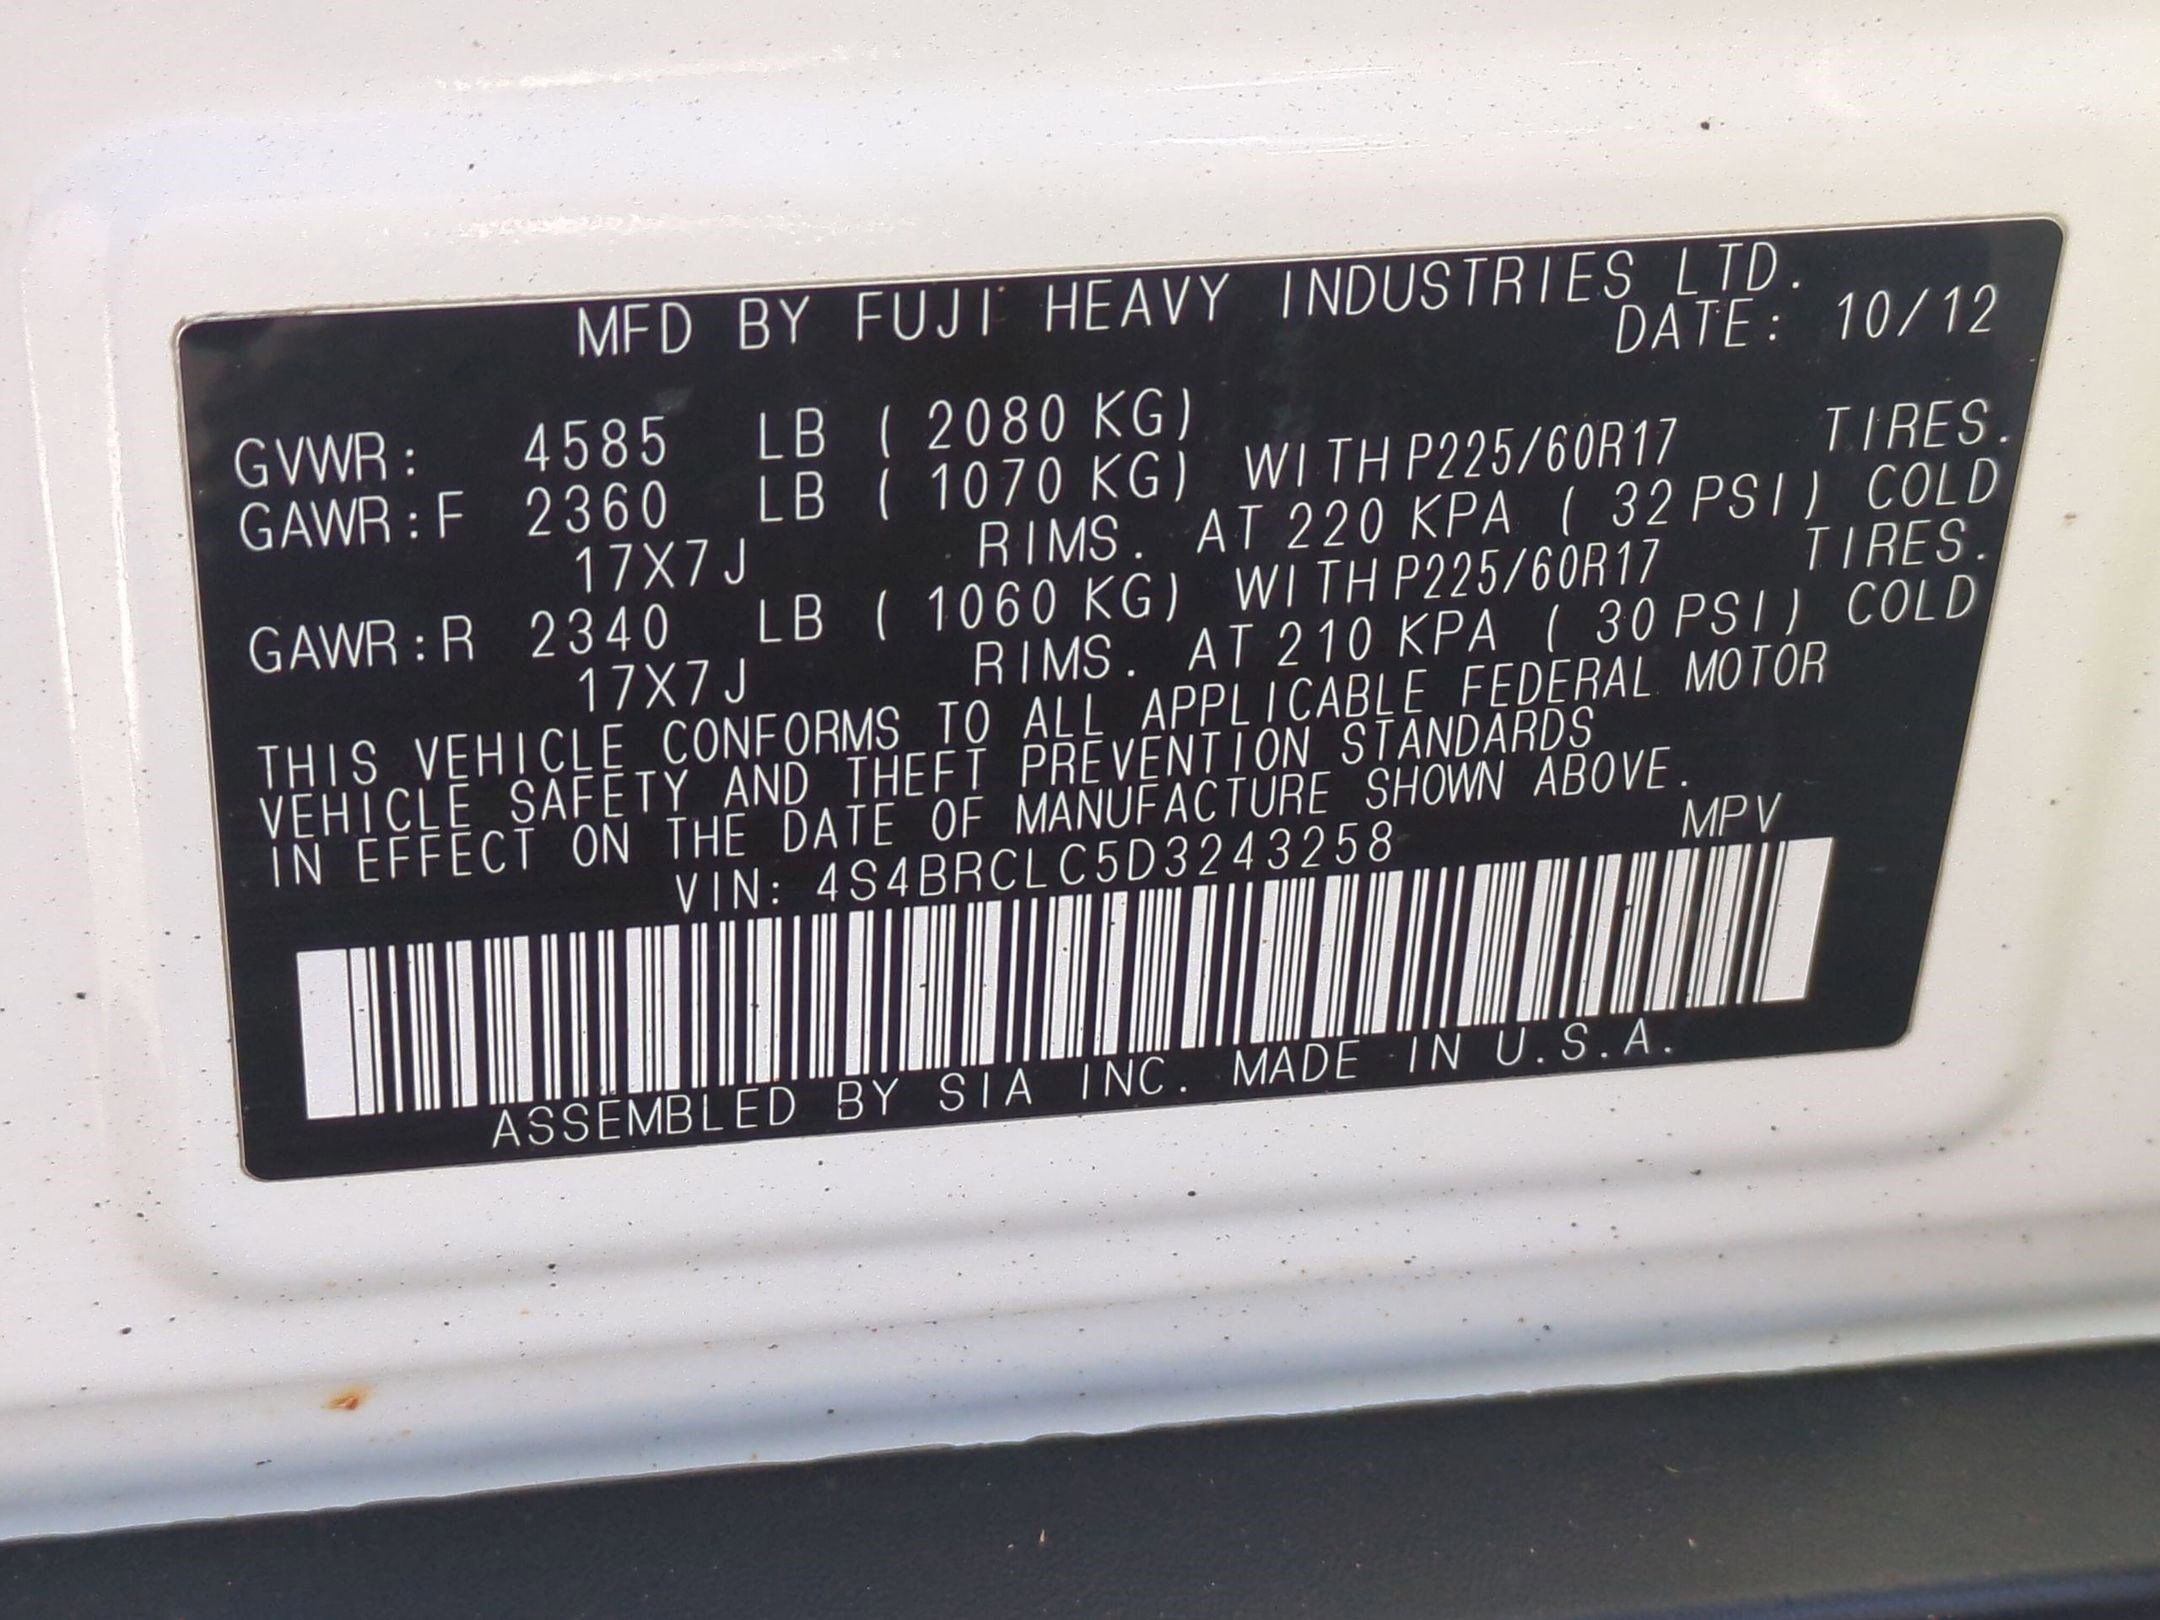 MFD BY FUJI HEAVY INDUSTRIES LTD.
DATE: 10/12
GVWR: 4585 LB ( 2080 KG)
GAWR:F 2360 LB ( 1070 KG) WITH P225/60R17 TIRES.
17X7J RIMS. AT 220 KPA ( 32 PSI) COLD
GAWR:R 2340 LB ( 1060 KG) WITH P225/60R17 TIRES.
17X7J RIMS. AT 210 KPA ( 30 PSI) COLD
THIS VEHICLE CONFORMS TO ALL APPLICABLE FEDERAL MOTOR
VEHICLE SAFETY AND THEFT PREVENTION STANDARDS
IN EFFECT ON THE DATE OF MANUFACTURE SHOWN ABOVE.
VIN: 4S4BRCLC5D3243258 MPV
ASSEMBLED BY SIA INC. MADE IN U.S.A.